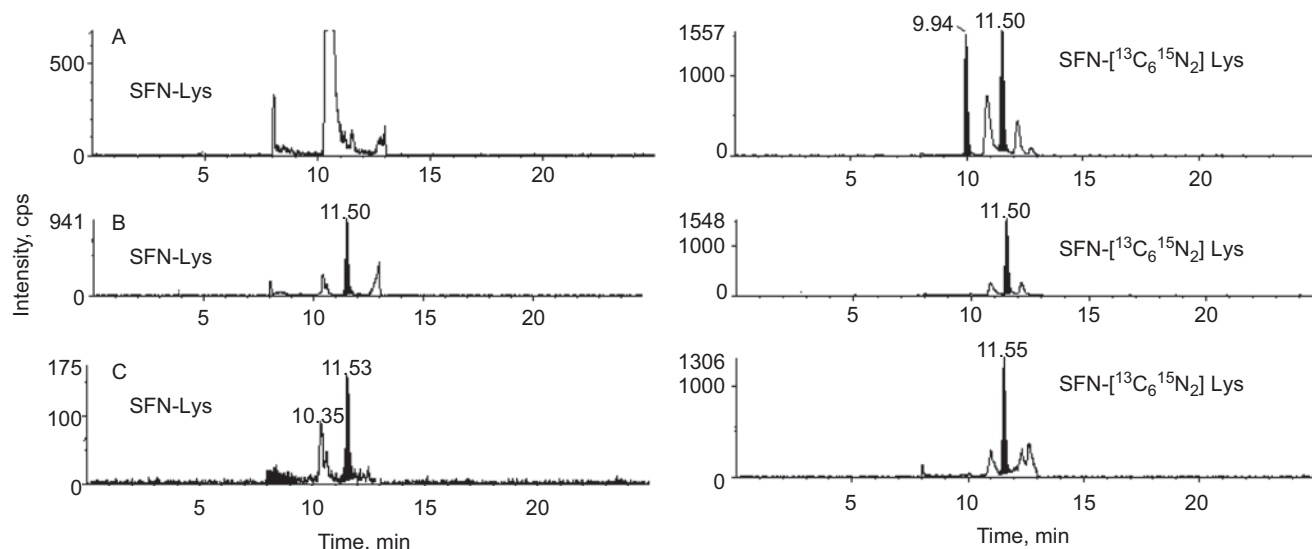 A
500
0
SFN-Lys
5 10 15 20
9.94 11.50
1557
1000
0
SFN-[¹³C₆¹⁵N₂] Lys
5 10 15 20
Intensity, cps
B
941
0
SFN-Lys
11.50
5 10 15 20
1548
1000
0
11.50
SFN-[¹³C₆¹⁵N₂] Lys
5 10 15 20
C
175
100
0
SFN-Lys
10.35
11.53
5 10 15 20
Time, min
1306
1000
0
11.55
SFN-[¹³C₆¹⁵N₂] Lys
5 10 15 20
Time, min